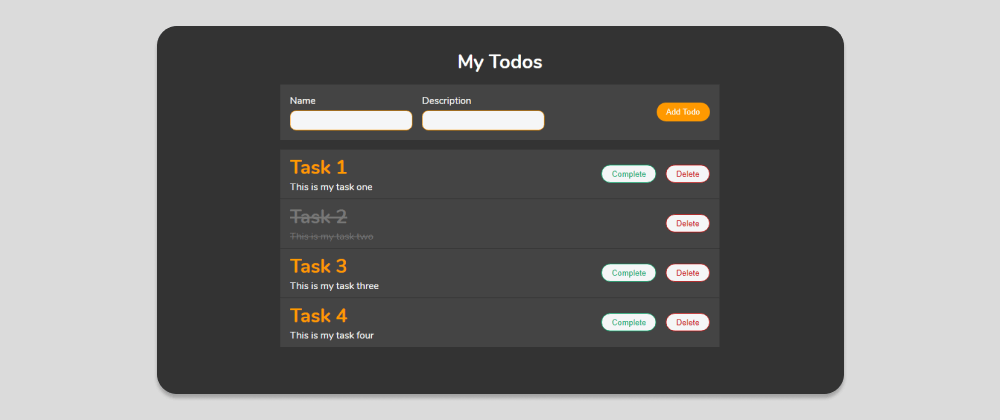 My Todos
Name Description
Add Todo
Task 1
This is my task one
Complete Delete
Task 2
This is my task two
Delete
Task 3
This is my task three
Complete Delete
Task 4
This is my task four
Complete Delete